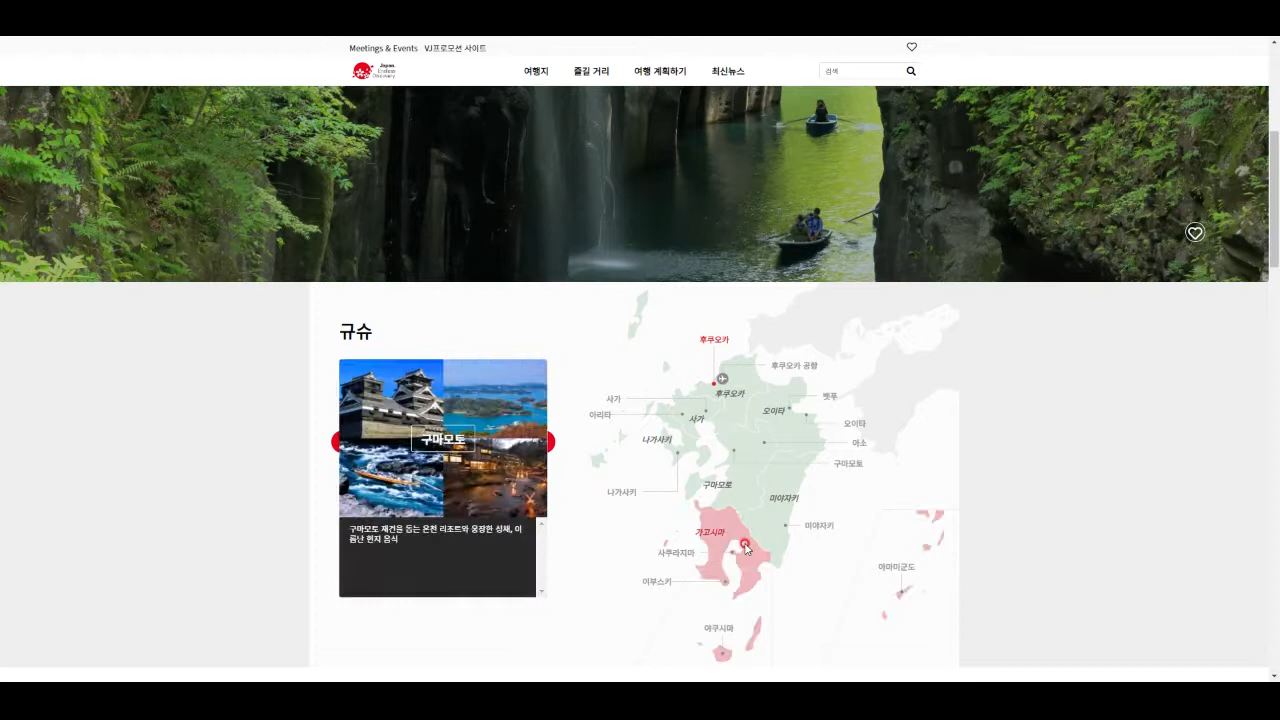 Meetings & Events VJ프로모션 사이트
Japan.
Endless
Discovery.
여행지 즐길 거리 여행 계획하기 최신뉴스
검색
규슈
후쿠오카
후쿠오카 공항
후쿠오카
사가
뱃푸
아리타
사가
오이타
오이타
나가사키
아소
구마모토
구마모토
구마모토
나가사키
미야자키
미야자키
가고시마
구마모토 재건을 돕는 온천 리조트와 웅장한 성채, 이
름난 현지 음식
사쿠라지마
아마미군도
이부스키
야쿠시마